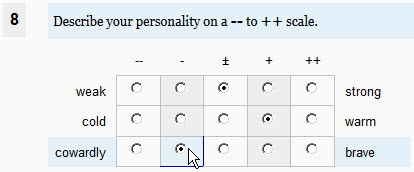 8 Describe your personality on a -- to ++ scale.
-- - ± + ++
weak strong
cold warm
cowardly brave